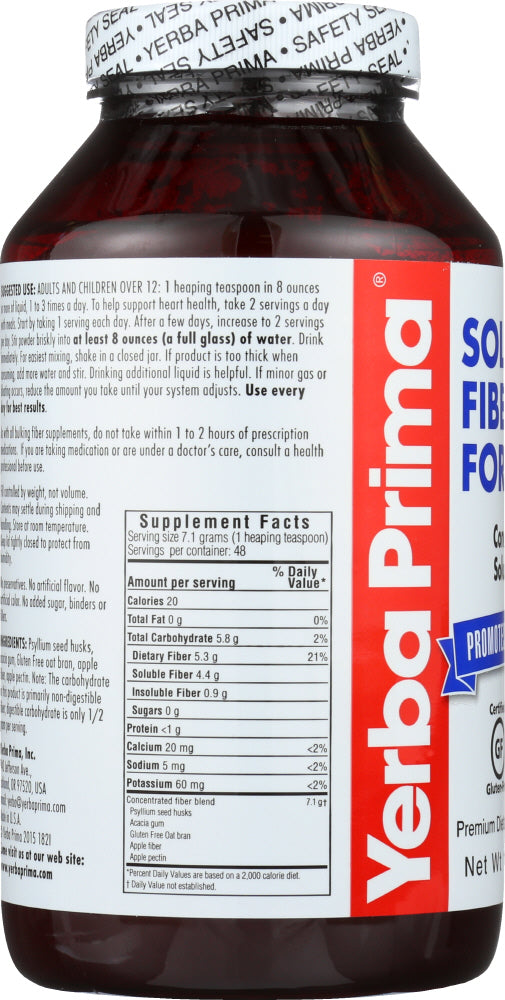 ETY SEAL
YERBA PRIMA • SAFETY SEAL
SUGGESTED USE: ADULTS AND CHILDREN OVER 12: 1 heaping teaspoon in 8 ounces
of liquid, 1 to 3 times a day. To help support heart health, take 2 servings a day
with meals. Start by taking 1 serving each day. After a few days, increase to 2 servings
per day. Stir powder briskly into at least 8 ounces (a full glass) of water. Drink
immediately. For easiest mixing, shake in a closed jar. If product is too thick when
consuming, add more water and stir. Drinking additional liquid is helpful. If minor gas or
bloating occurs, reduce the amount you take until your system adjusts. Use every
day for best results.
As with all bulking fiber supplements, do not take within 1 to 2 hours of prescription
medications. If you are taking medication or are under a doctor's care, consult a health
professional before use.
Fill controlled by weight, not volume.
Contents may settle during shipping and
handling. Store at room temperature.
Keep lid tightly closed to protect from
humidity.
No preservatives. No artificial flavor. No
artificial color. No added sugar, binders or
fillers.
INGREDIENTS: Psyllium seed husks,
acacia gum, Gluten Free oat bran, apple
fiber, apple pectin. Note: The carbohydrate
in this product is primarily non-digestible
fiber, digestible carbohydrate is only 1/2
gram per serving.
Yerba Prima, Inc.
Jefferson Ave.,
Ashland, OR 97520, USA
yerba@yerbaprima.com
Made in U.S.A.
© Yerba Prima 2015 1821
Come visit us at our web site:
www.yerbaprima.com
Supplement Facts
Serving size 7.1 grams (1 heaping teaspoon)
Servings per container: 48
Amount per serving % Daily Value*
Calories 20
Total Fat 0 g 0%
Total Carbohydrate 5.8 g 2%
Dietary Fiber 5.3 g 21%
Soluble Fiber 4.4 g
Insoluble Fiber 0.9 g
Sugars 0 g
Protein <1 g
Calcium 20 mg <2%
Sodium 5 mg <2%
Potassium 60 mg <2%
Concentrated fiber blend 7.1 g†
Psyllium seed husks
Acacia gum
Gluten Free Oat bran
Apple fiber
Apple pectin
*Percent Daily Values are based on a 2,000 calorie diet.
† Daily Value not established.
Yerba Prima®
SOL
FIBE
FOR
Con
Sol
PROMOTE
Certifie
GF
Gluten-F
Premium Die
Net Wt